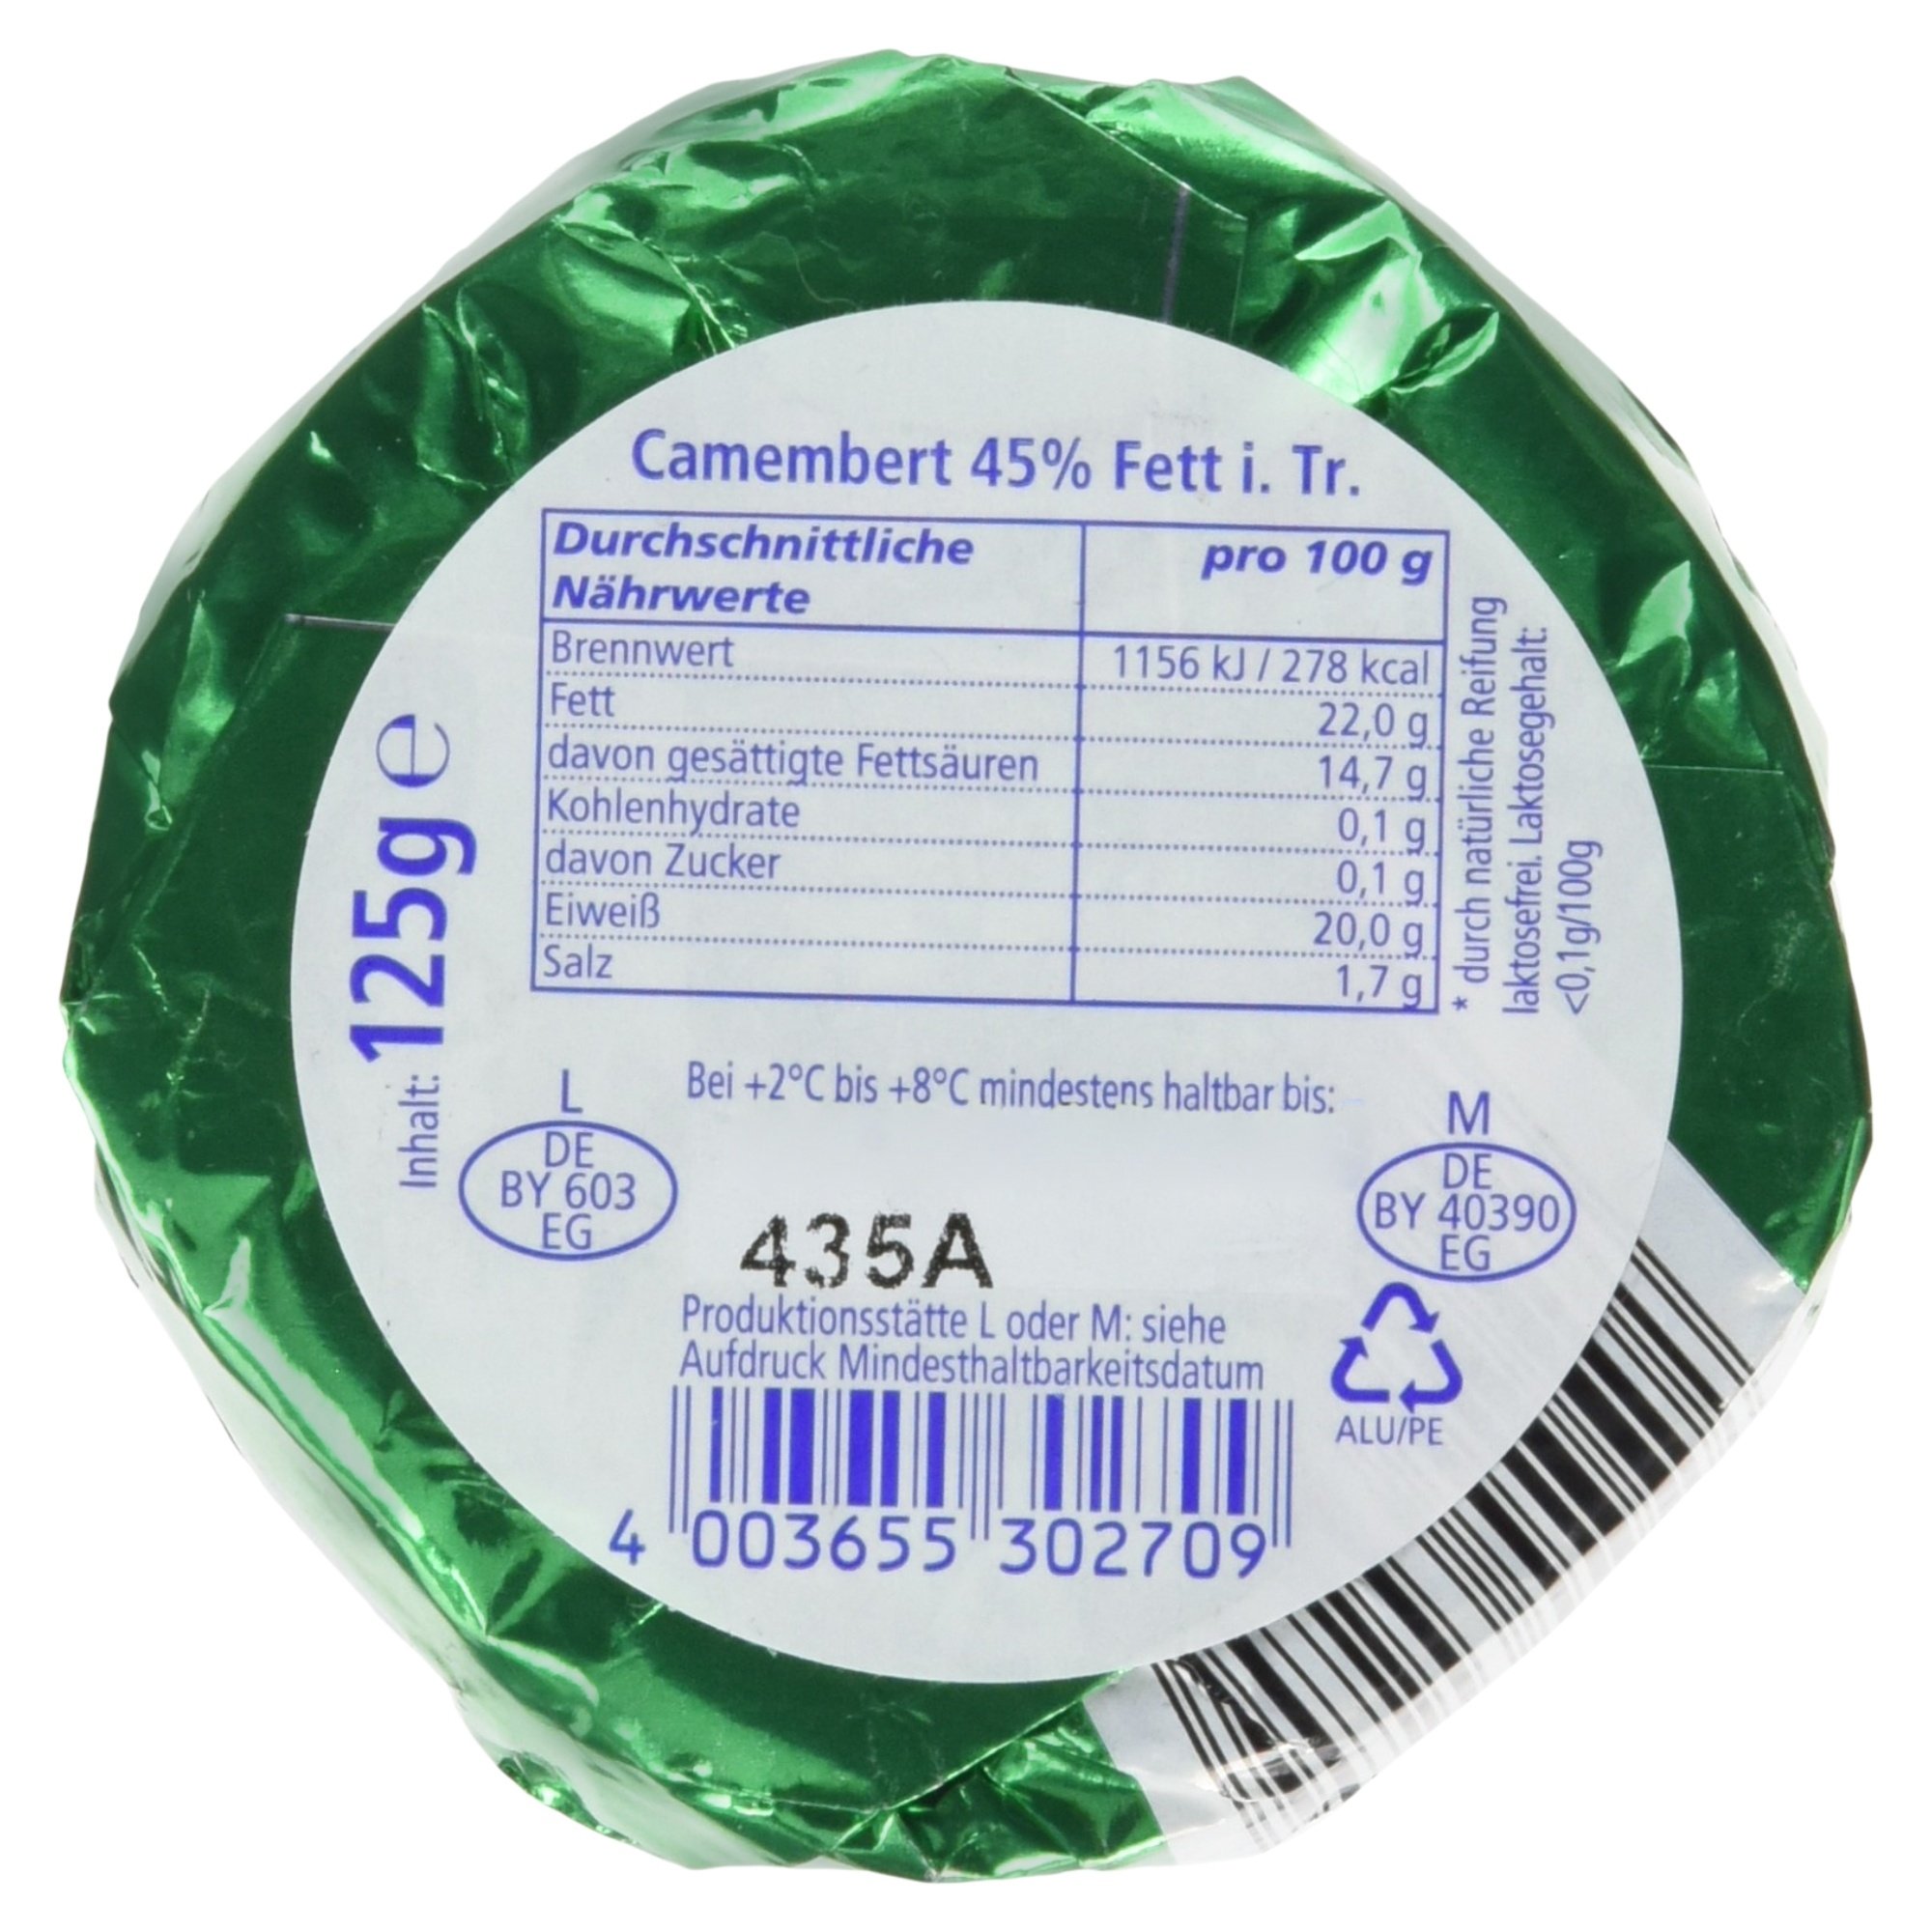 Camembert 45% Fett i. Tr.
Durchschnittliche
Nährwerte
pro 100 g
Brennwert 1156 kJ / 278 kcal
Fett 22,0 g
davon gesättigte Fettsäuren 14,7 g
Kohlenhydrate 0,1 g
davon Zucker 0,1 g
Eiweiß 20,0 g
Salz 1,7 g
* durch natürliche Reifung
laktosefrei. Laktosegehalt:
<0,1g/100g
Inhalt: 125g e
Bei +2°C bis +8°C mindestens haltbar bis:
L
DE
BY 603
EG
M
DE
BY 40390
EG
435A
Produktionsstätte L oder M: siehe
Aufdruck Mindesthaltbarkeitsdatum
ALU/PE
4 003655 302709